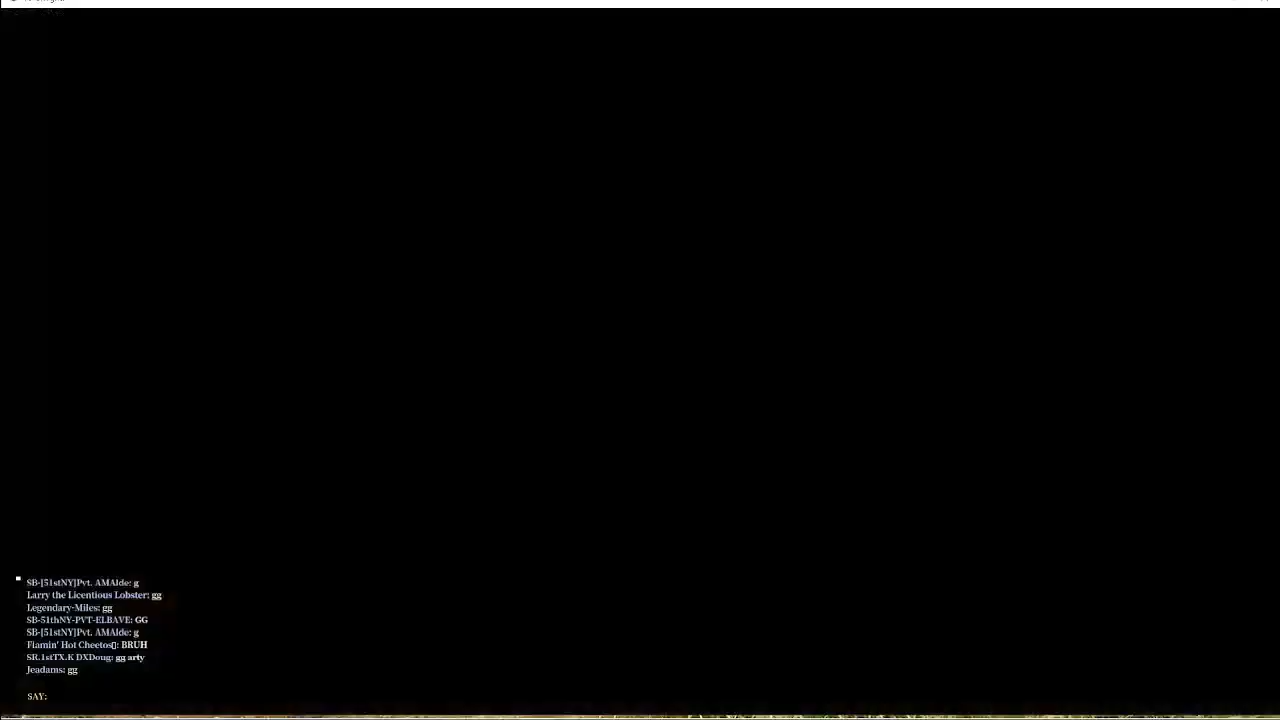 SB-[51stNY]Pvt. AMAlde: g
Larry the Licentious Lobster: gg
Legendary-Miles: gg
SB-51thNY-PVT-ELBAVE: GG
SB-[51stNY]Pvt. AMAlde: g
Flamin' Hot Cheetos▯: BRUH
SR.1stTX.K DXDoug: gg arty
Jeadams: gg
SAY: